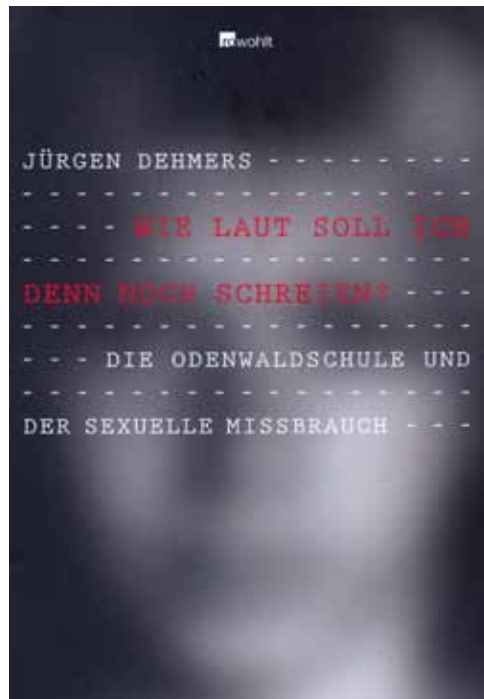 rowohlt
JÜRGEN DEHMERS - - - - - - - -
- - - - - - - - - - - - - - - - -
- - - - WIE LAUT SOLL ICH
- - - - - - - - - - - - - - - - -
DENN NOCH SCHREIEN? - - -
- - - - - - - - - - - - - - - - -
- - - DIE ODENWALDSCHULE UND
- - - - - - - - - - - - - - - - -
DER SEXUELLE MISSBRAUCH - - -